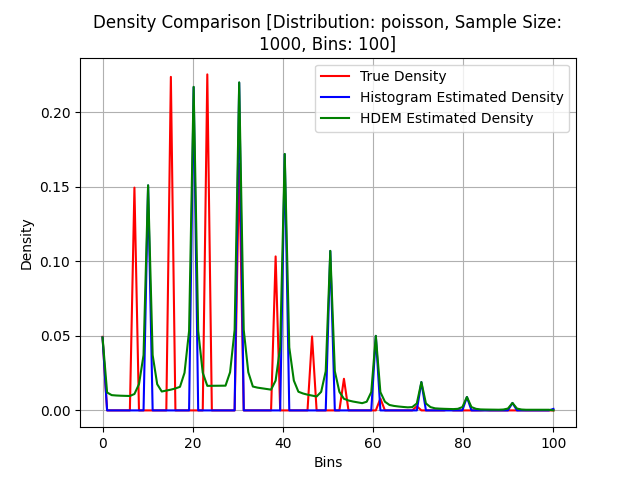 Density Comparison [Distribution: poisson, Sample Size:
1000, Bins: 100]
True Density
Histogram Estimated Density
HDEM Estimated Density
Density
0.20
0.15
0.10
0.05
0.00
0 20 40 60 80 100
Bins